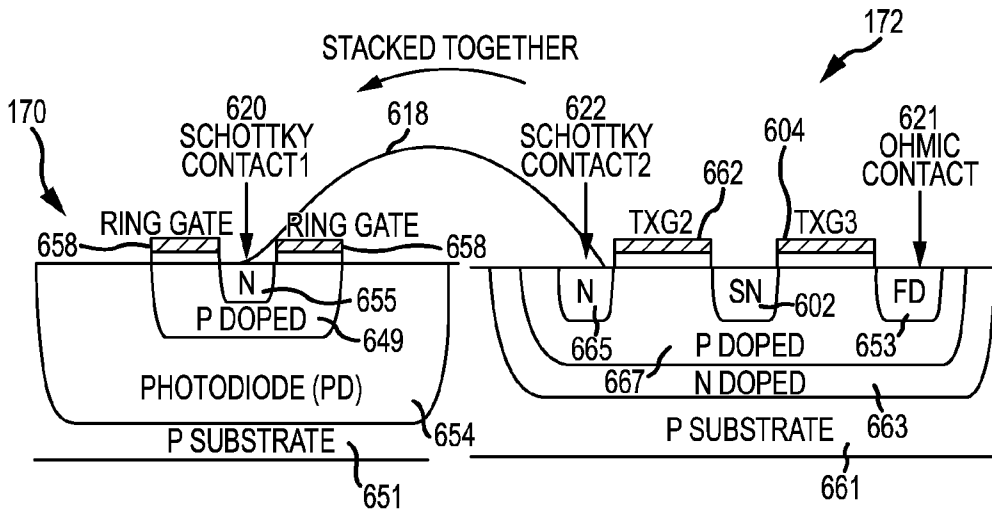 STACKED TOGETHER
172
170
620
SCHOTTKY
CONTACT1
618
622
SCHOTTKY
CONTACT2
604
621
OHMIC
CONTACT
662
RING GATE
RING GATE
TXG2
TXG3
658
658
N
655
N
SN
FD
P DOPED
649
665
602
653
P DOPED
667
PHOTODIODE (PD)
N DOPED
654
663
P SUBSTRATE
P SUBSTRATE
651
661